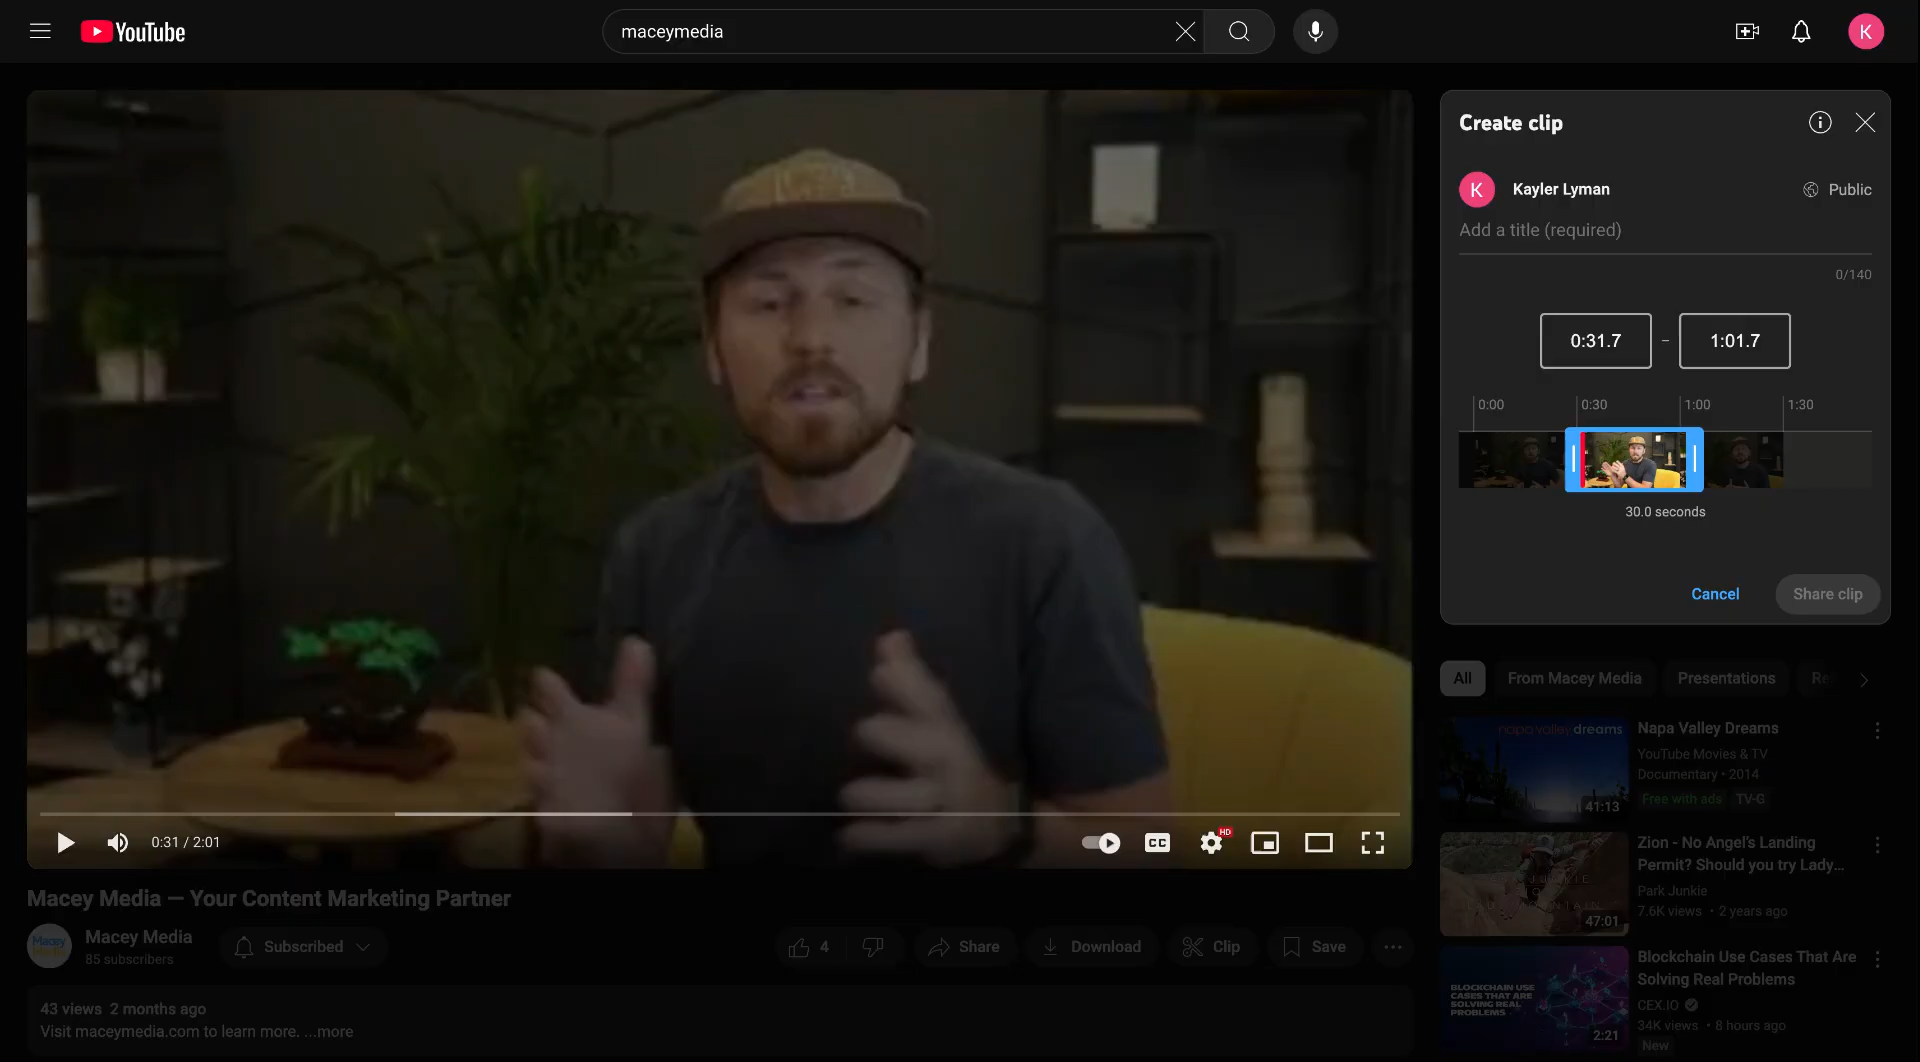 YouTube
maceymedia
K
Create clip
K
Kayler Lyman
Public
Add a title (required)
0/140
0:31.7 – 1:01.7
0:00 0:30 1:00 1:30
30.0 seconds
Cancel
Share clip
CC
HD
0:31 / 2:01
Macey Media — Your Content Marketing Partner
Macey Media
85 subscribers
Subscribed
4
Share
Download
Clip
Save
43 views 2 months ago
Visit maceymedia.com to learn more. ...more
All
From Macey Media
Presentations
Re
napa valley dreams
41:13
Napa Valley Dreams
YouTube Movies & TV
Documentary • 2014
Free with ads TV-G
47:01
Zion - No Angel's Landing
Permit? Should you try Lady...
Park Junkie
7.6K views • 2 years ago
BLOCKCHAIN USE
CASES THAT ARE
SOLVING REAL
PROBLEMS
2:21
Blockchain Use Cases That Are
Solving Real Problems
CEX.IO
34K views • 8 hours ago
New